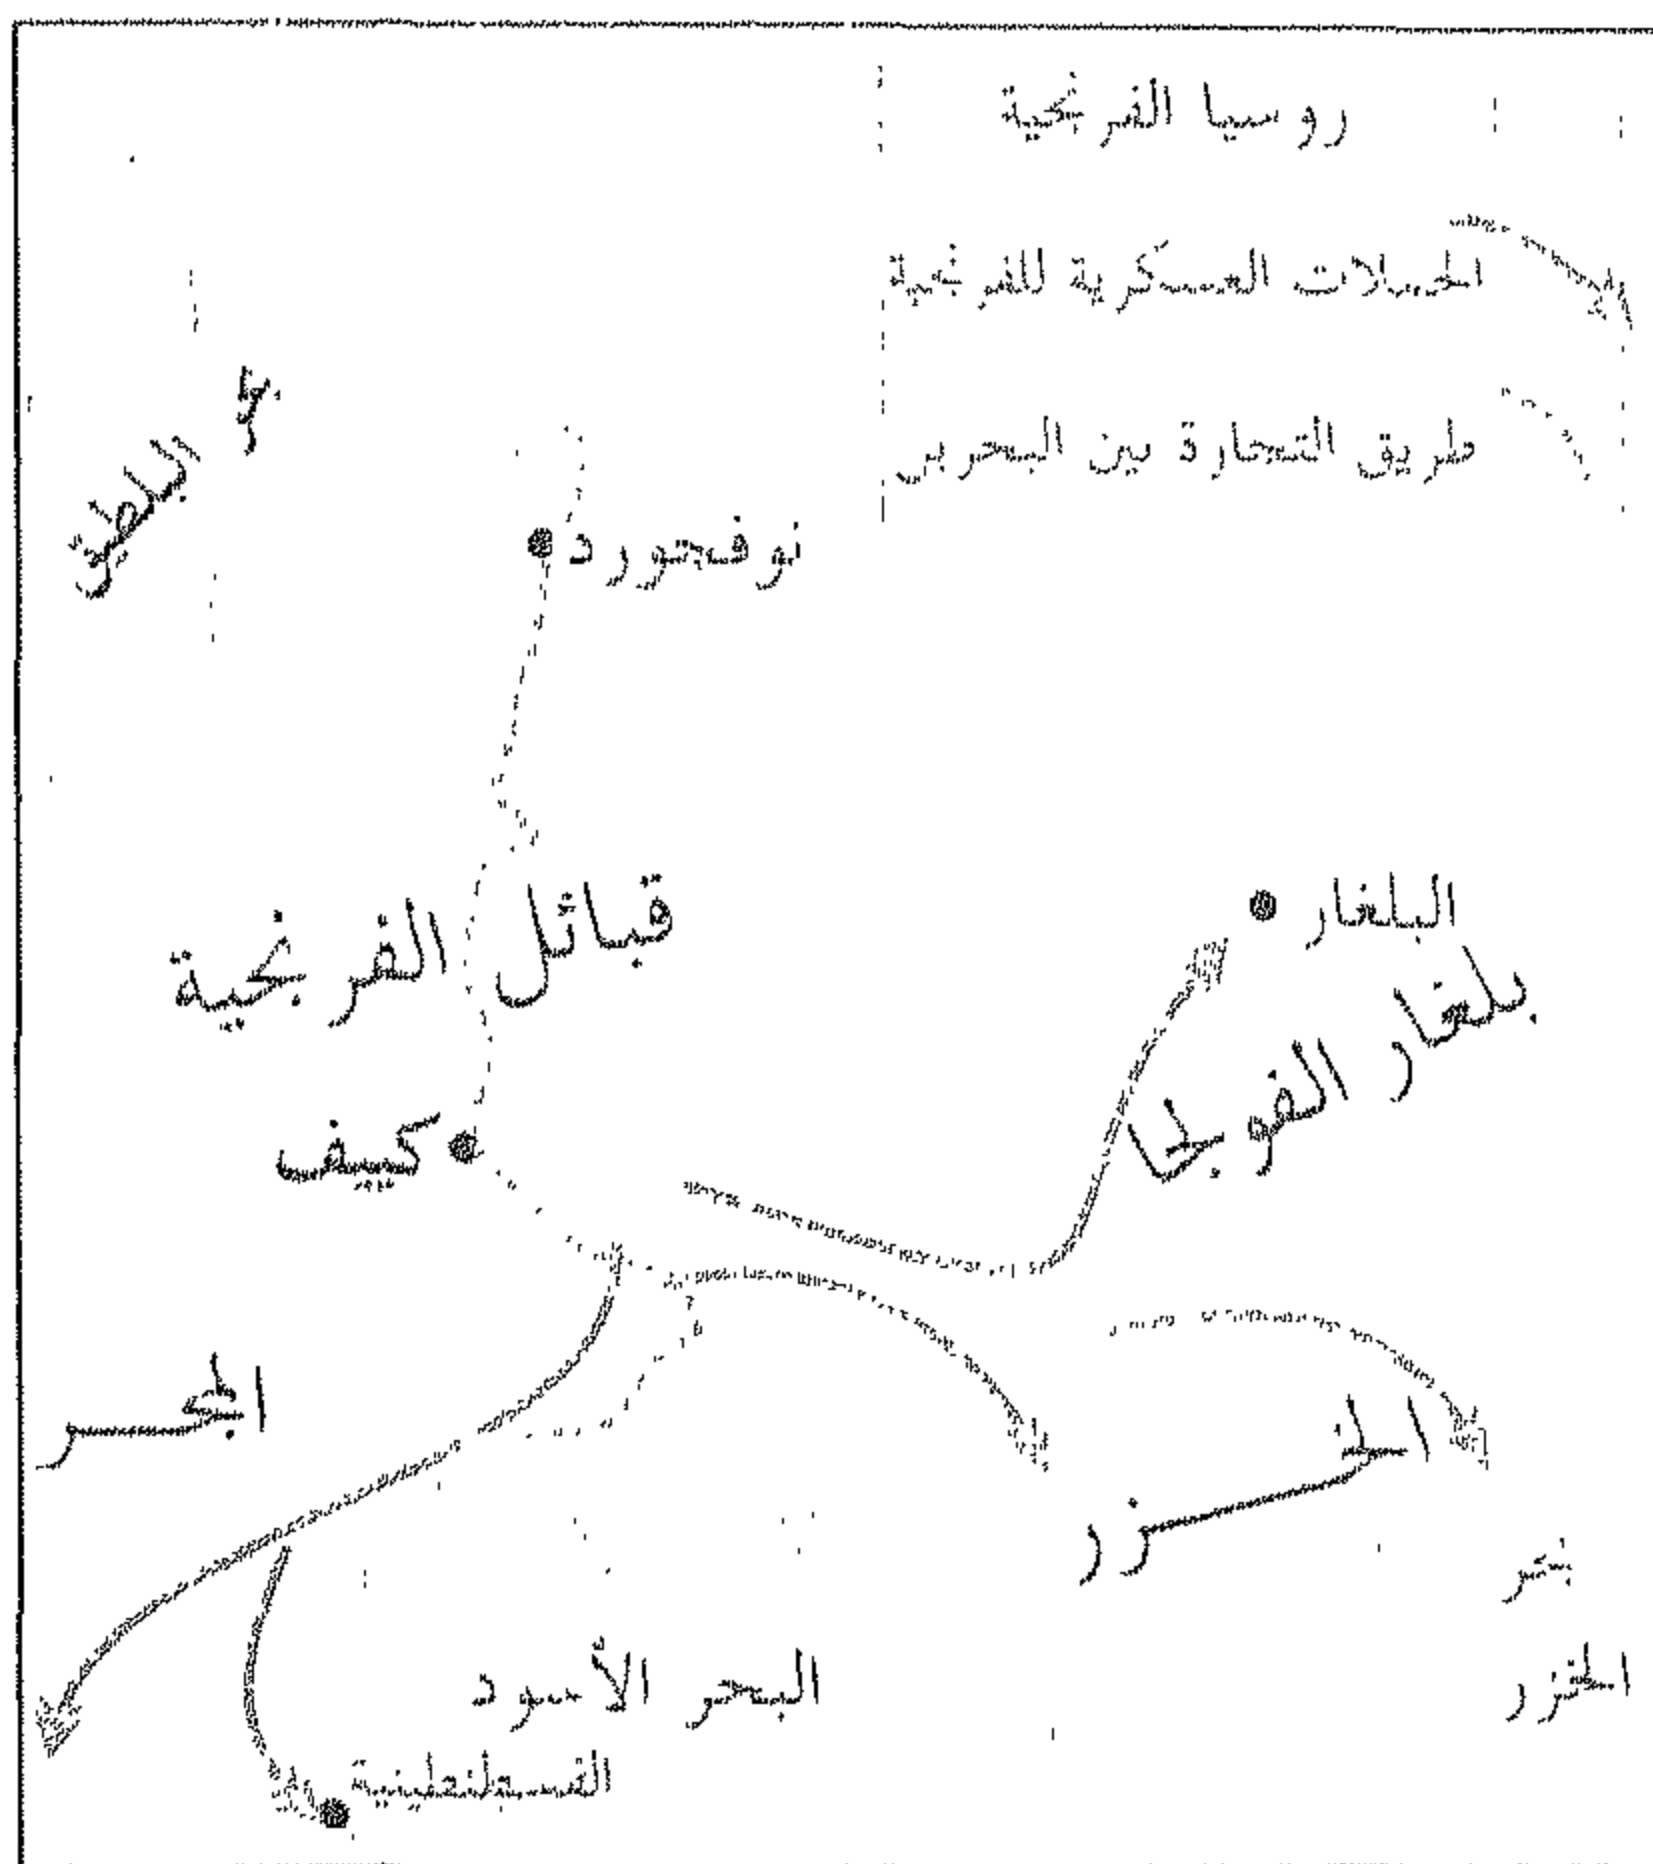 روسيا الفرنجية
الحملات العسكرية للفرنجية
طريق التجارة بين البحرين
بحر البلطيق
نوفجورد
قبائل الفرنجية
البلغار
بلغار الفولجا
كييف
المجر
الخزر
بحر
الخزر
البحر الأسود
القسطنطينية